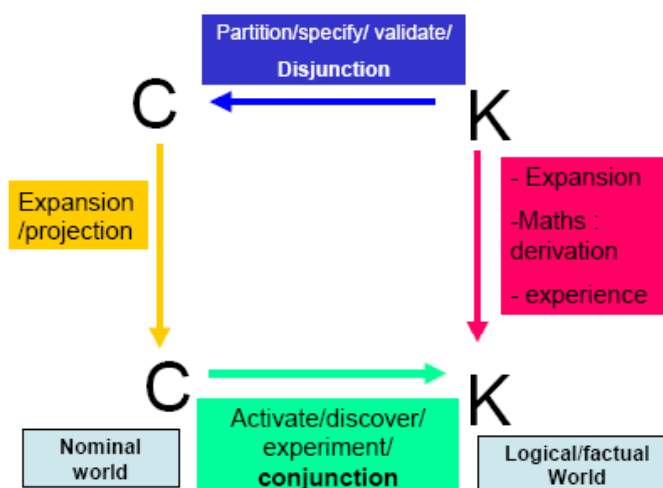 Partition/specify/ validate/
Disjunction
C
K
Expansion
/projection
- Expansion
-Maths :
derivation
- experience
C
K
Activate/discover/
experiment/
conjunction
Nominal
world
Logical/factual
World